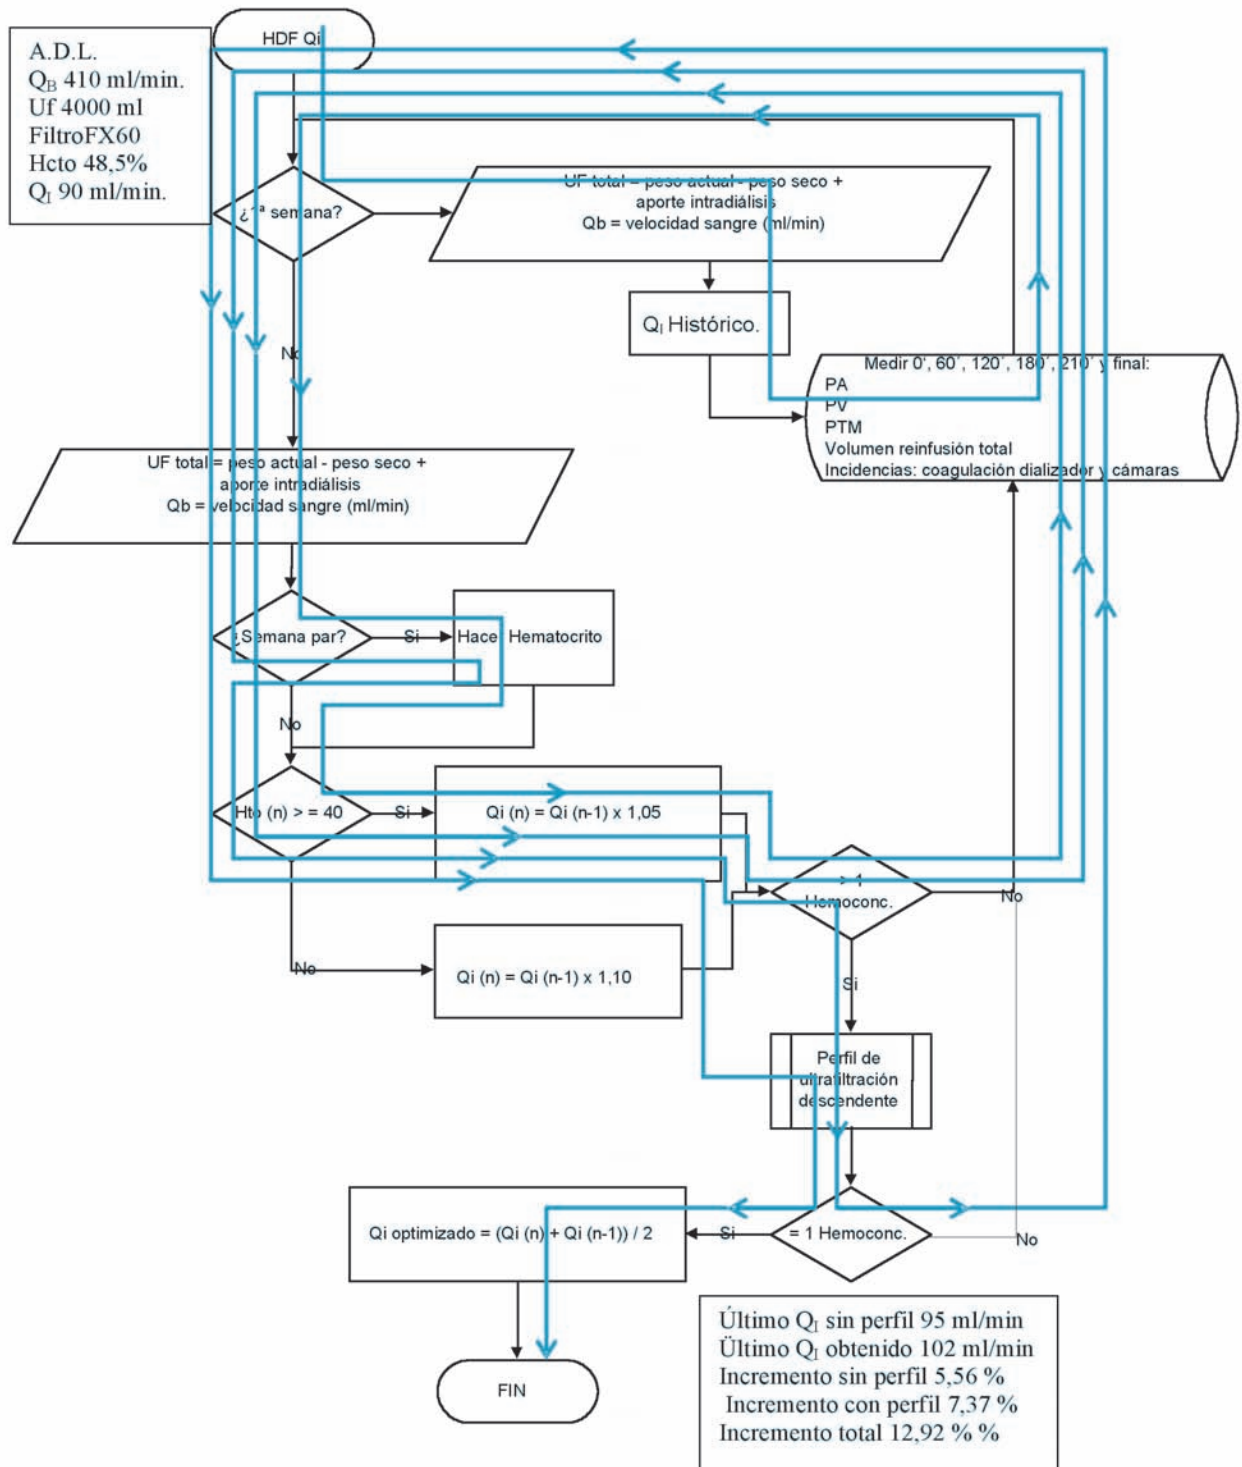 HDF Qi
A.D.L.
QB 410 ml/min.
Uf 4000 ml
FiltroFX60
Hcto 48,5%
QI 90 ml/min.
¿1ª semana?
UF total = peso actual - peso seco +
aporte intradiálisis
Qb = velocidad sangre (ml/min)
QI Histórico.
No
Medir 0', 60', 120', 180', 210' y final:
PA
PV
PTM
Volumen reinfusión total
Incidencias: coagulación dializador y cámaras
UF total = peso actual - peso seco +
aporte intradiálisis
Qb = velocidad sangre (ml/min)
¿Semana par?
Si
Hace Hematocrito
No
Hto (n) > = 40
Si
Qi (n) = Qi (n-1) x 1,05
> 1
Hemoconc.
No
No
Qi (n) = Qi (n-1) x 1,10
Si
Perfil de
ultrafiltración
descendente
Qi optimizado = (Qi (n) + Qi (n-1)) / 2
Si
= 1 Hemoconc.
No
Último QI sin perfil 95 ml/min
Ültimo QI obtenido 102 ml/min
Incremento sin perfil 5,56 %
Incremento con perfil 7,37 %
Incremento total 12,92 % %
FIN